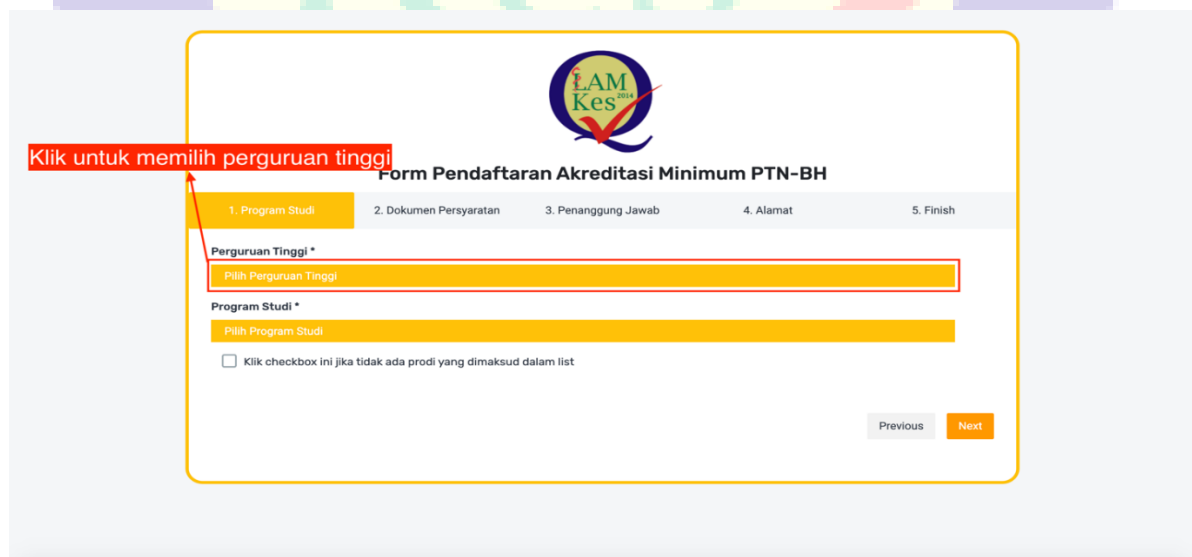 LAM
Kes 2014
Klik untuk memilih perguruan tinggi
Form Pendaftaran Akreditasi Minimum PTN-BH
1. Program Studi 2. Dokumen Persyaratan 3. Penanggung Jawab 4. Alamat 5. Finish
Perguruan Tinggi *
Pilih Perguruan Tinggi
Program Studi *
Pilih Program Studi
Klik checkbox ini jika tidak ada prodi yang dimaksud dalam list
Previous Next